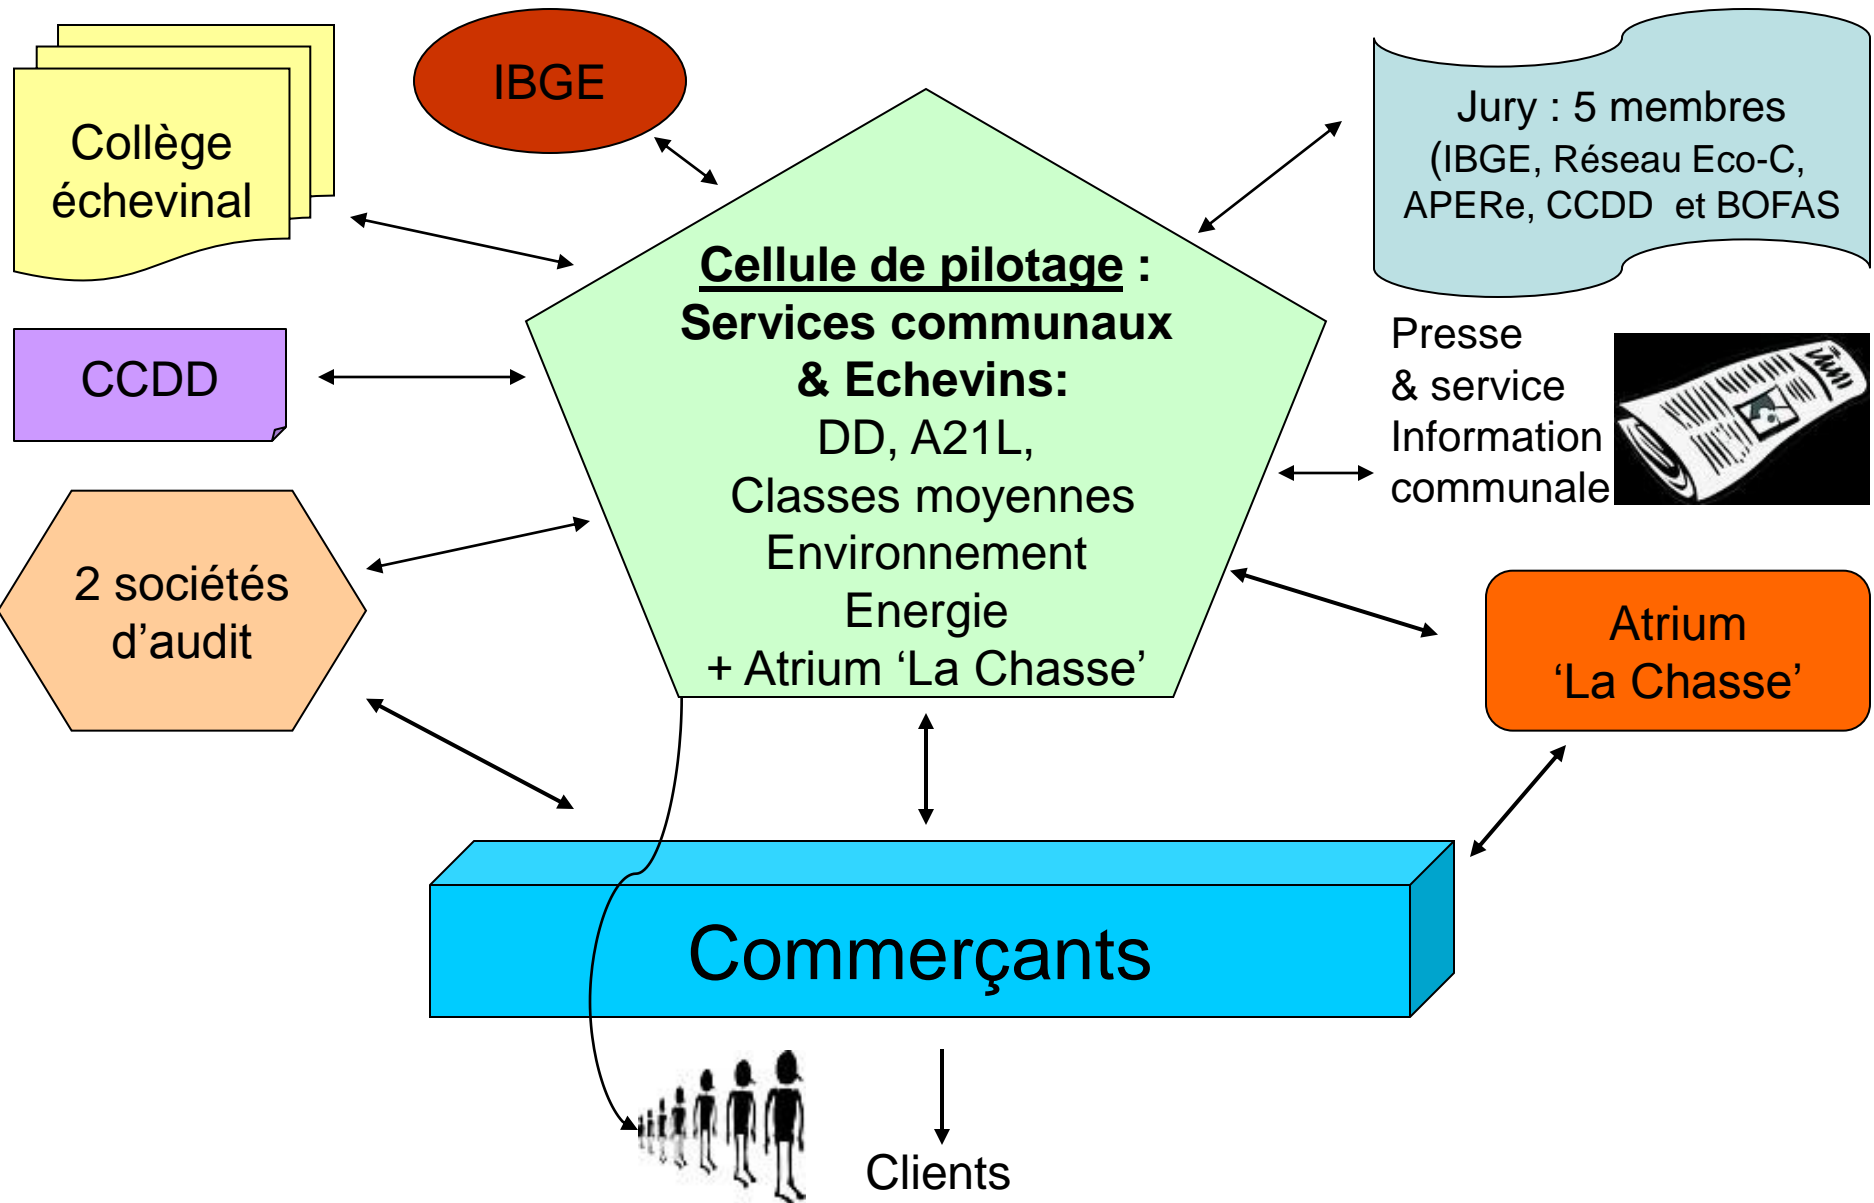 Collège
échevinal
IBGE
Jury : 5 membres
(IBGE, Réseau Eco-C,
APERe, CCDD et BOFAS
CCDD
Cellule de pilotage :
Services communaux
& Echevins:
DD, A21L,
Classes moyennes
Environnement
Energie
+ Atrium ‘La Chasse’
Presse
& service
Information
communale
2 sociétés
d’audit
Atrium
‘La Chasse’
Commerçants
Clients